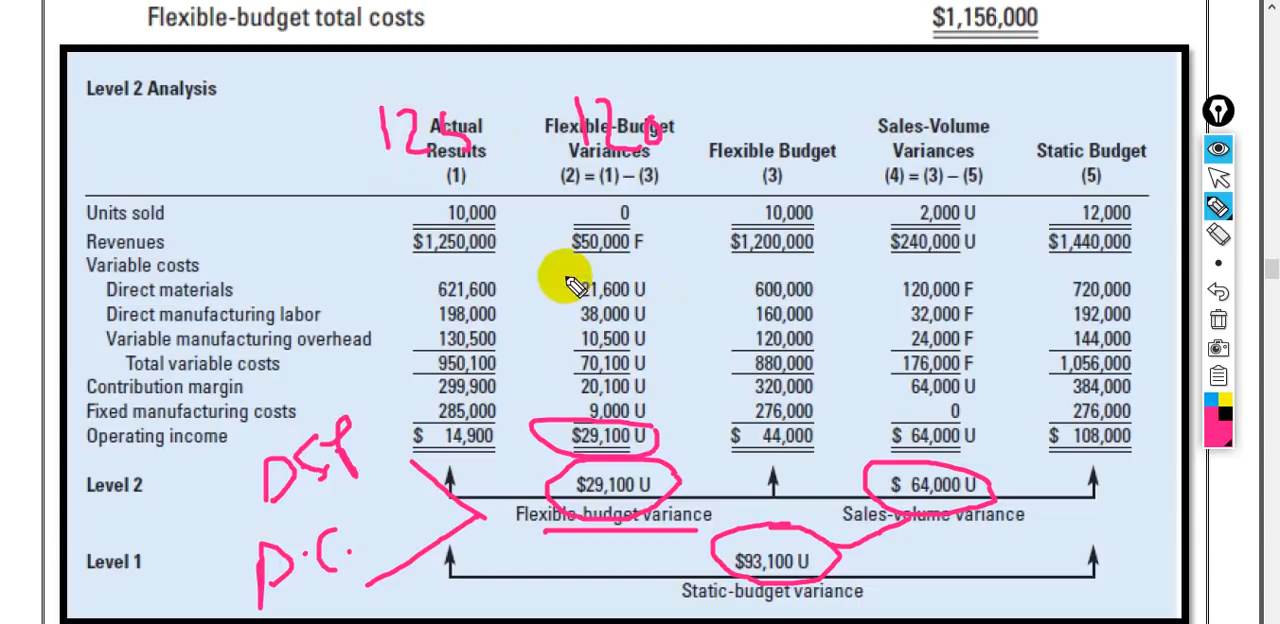 Flexible-budget total costs $1,156,000
Level 2 Analysis
125 120
Actual Flexible-Budget Sales-Volume
Results Variances Flexible Budget Variances Static Budget
(1) (2) = (1) – (3) (3) (4) = (3) – (5) (5)
Units sold 10,000 0 10,000 2,000 U 12,000
Revenues $1,250,000 $50,000 F $1,200,000 $240,000 U $1,440,000
Variable costs
Direct materials 621,600 21,600 U 600,000 120,000 F 720,000
Direct manufacturing labor 198,000 38,000 U 160,000 32,000 F 192,000
Variable manufacturing overhead 130,500 10,500 U 120,000 24,000 F 144,000
Total variable costs 950,100 70,100 U 880,000 176,000 F 1,056,000
Contribution margin 299,900 20,100 U 320,000 64,000 U 384,000
Fixed manufacturing costs 285,000 9,000 U 276,000 0 276,000
Operating income $ 14,900 $29,100 U $ 44,000 $ 64,000 U $ 108,000
Level 2 $29,100 U $ 64,000 U
Flexible-budget variance Sales-volume variance
Level 1 $93,100 U
Static-budget variance